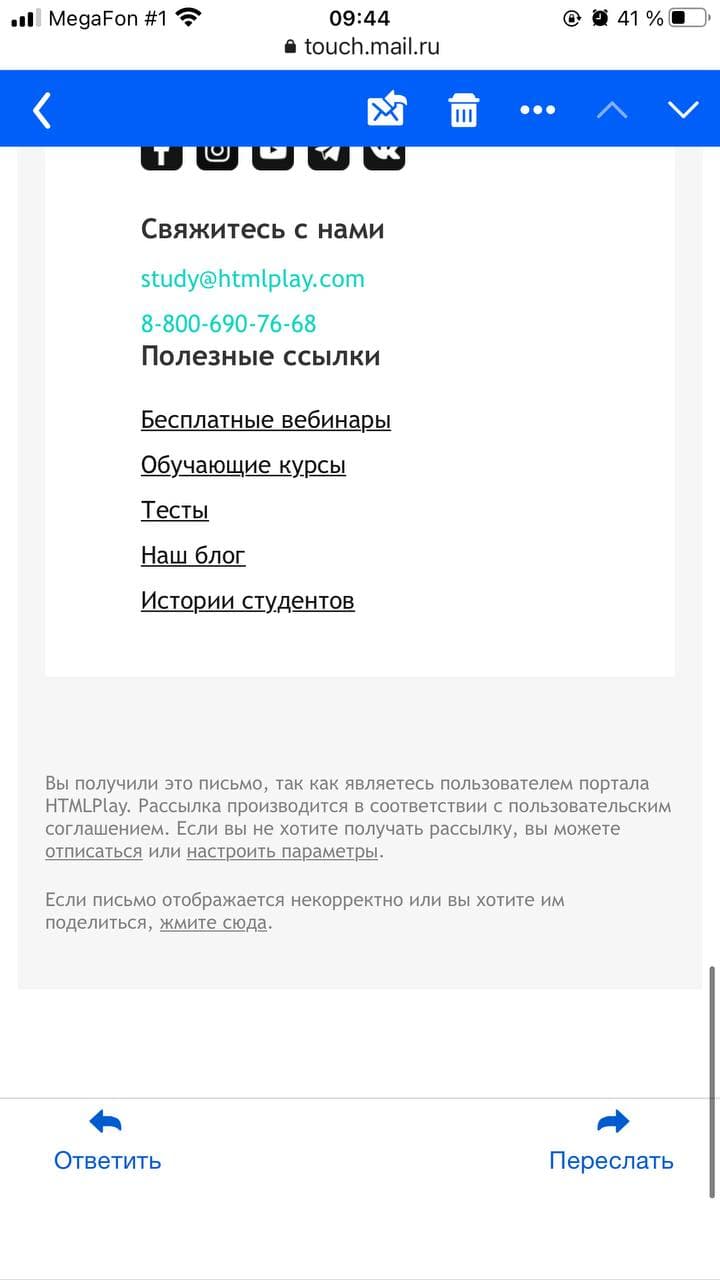 MegaFon #1
09:44
41 %
touch.mail.ru
Свяжитесь с нами
study@htmlplay.com
8-800-690-76-68
Полезные ссылки
Бесплатные вебинары
Обучающие курсы
Тесты
Наш блог
Истории студентов
Вы получили это письмо, так как являетесь пользователем портала
HTMLPlay. Рассылка производится в соответствии с пользовательским
соглашением. Если вы не хотите получать рассылку, вы можете
отписаться или настроить параметры.
Если письмо отображается некорректно или вы хотите им
поделиться, жмите сюда.
Ответить
Переслать